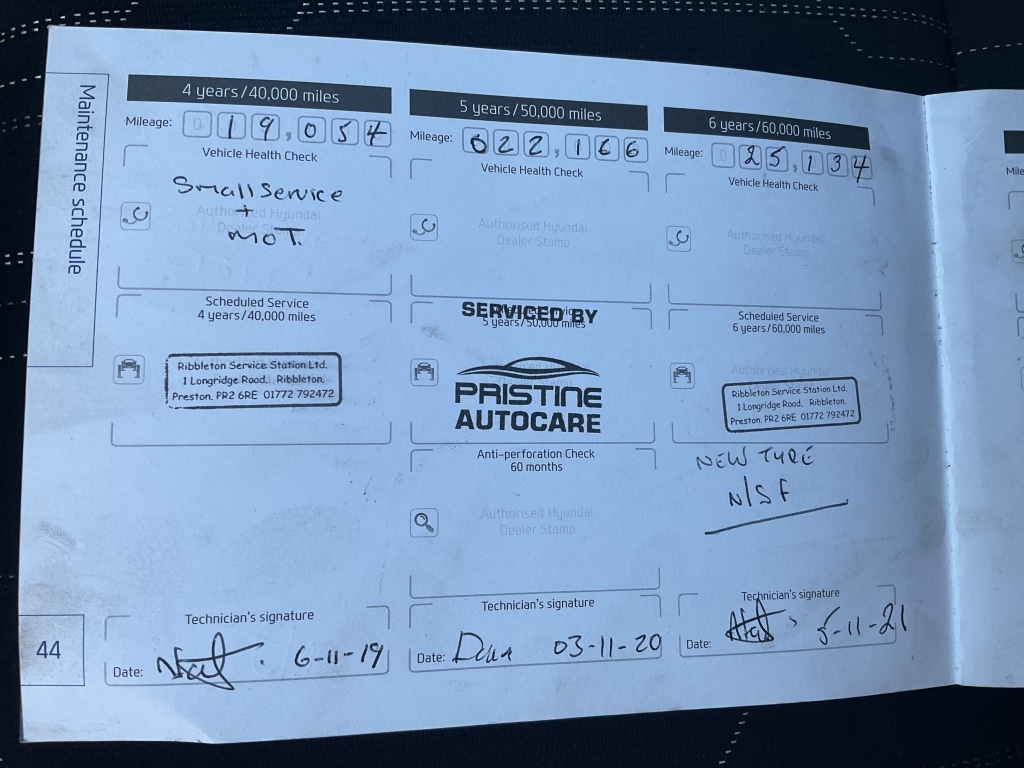 Maintenance schedule
4 years/40,000 miles
Mileage: 019,054
Vehicle Health Check
Small Service
+
MOT.
Authorised Hyundai
Dealer Stamp
Scheduled Service
4 years/40,000 miles
Ribbleton Service Station Ltd.
1 Longridge Road. Ribbleton.
Preston. PR2 6RE 01772 792472
Technician's signature
Date: 6-11-19
5 years/50,000 miles
Mileage: 022,166
Vehicle Health Check
Authorised Hyundai
Dealer Stamp
SERVICED BY
5 years/50,000 miles
PRISTINE
AUTOCARE
Anti-perforation Check
60 months
Authorised Hyundai
Dealer Stamp
Technician's signature
Date: 03-11-20
6 years/60,000 miles
Mileage: 025,134
Vehicle Health Check
Authorised Hyundai
Dealer Stamp
Scheduled Service
6 years/60,000 miles
Authorised Hyundai
Ribbleton Service Station Ltd.
1 Longridge Road. Ribbleton.
Preston. PR2 6RE 01772 792472
NEW TYRE
N/S F
Technician's signature
Date: -11-21
44
Mile